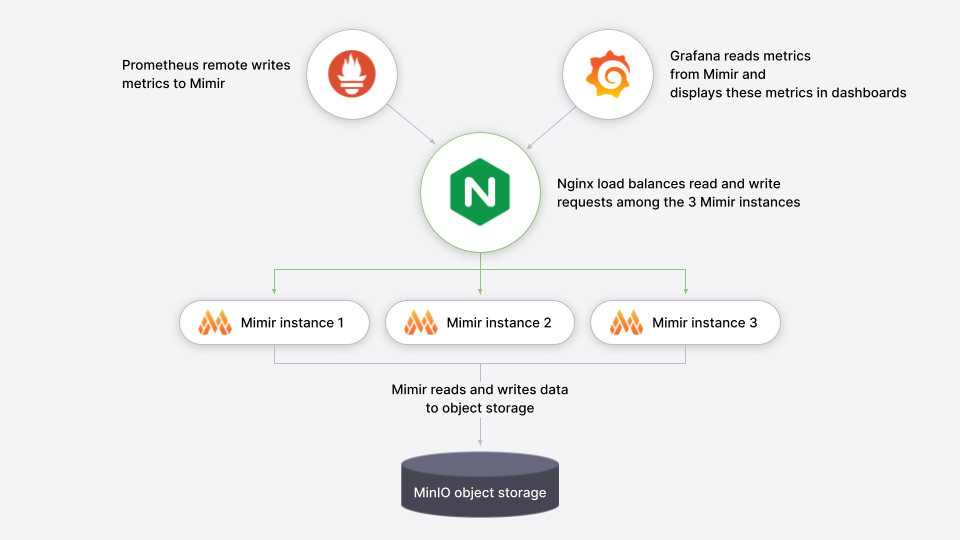 Prometheus remote writes
metrics to Mimir
Grafana reads metrics
from Mimir and
displays these metrics in dashboards
N
Nginx load balances read and write
requests among the 3 Mimir instances
Mimir instance 1
Mimir instance 2
Mimir instance 3
Mimir reads and writes data
to object storage
MinIO object storage